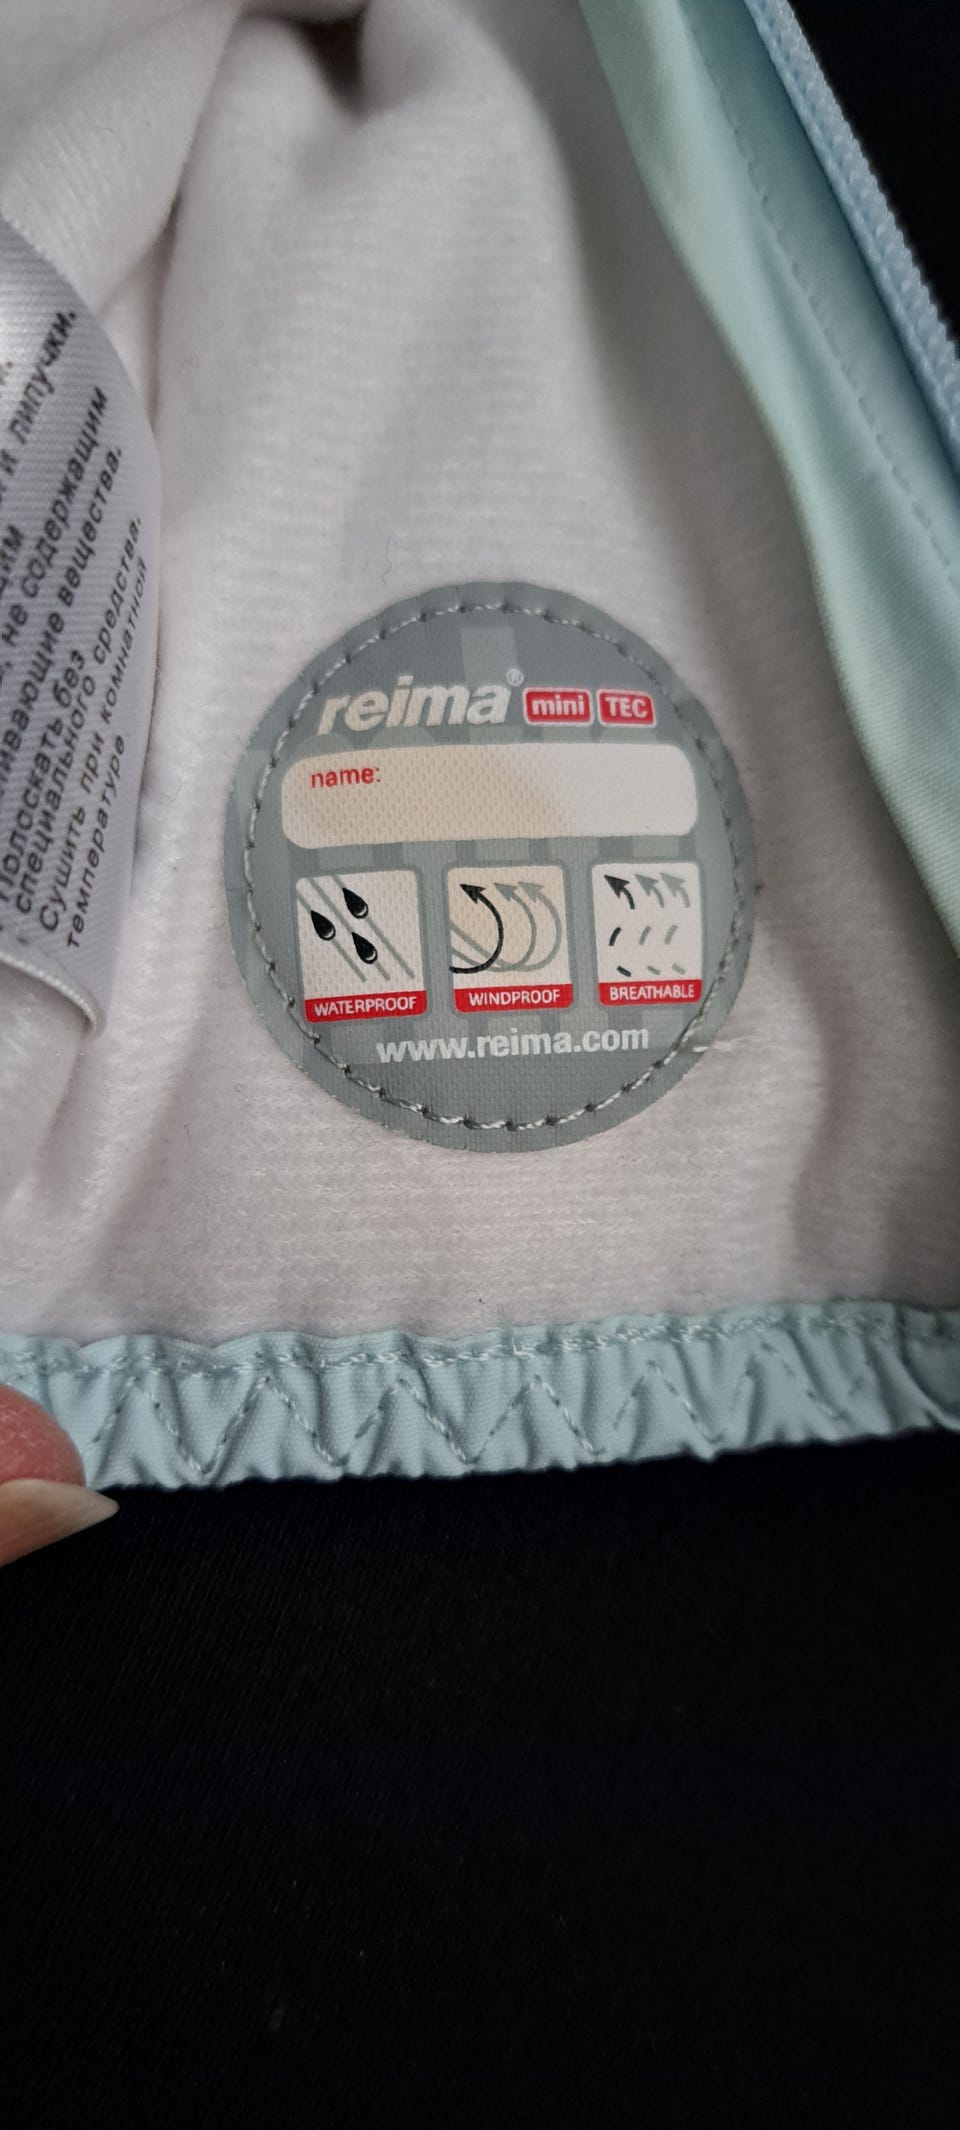 и липучки.
не содержащим
вещества.
Полоскать без
специального средства.
Сушить при комнатной
температуре
reima® mini TEC
name:
WATERPROOF WINDPROOF BREATHABLE
www.reima.com